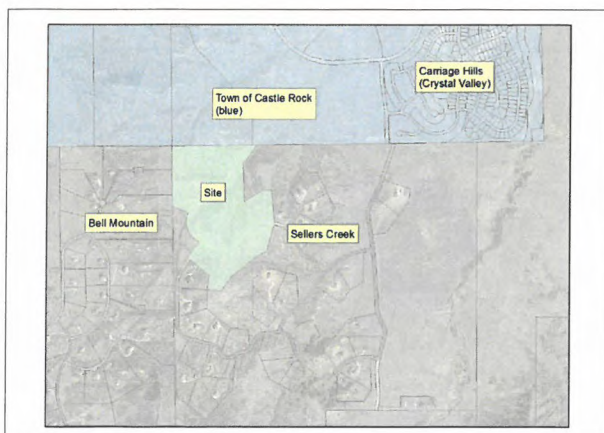 Carriage Hills
(Crystal Valley)
Town of Castle Rock
(blue)
Site
Bell Mountain
Sellers Creek